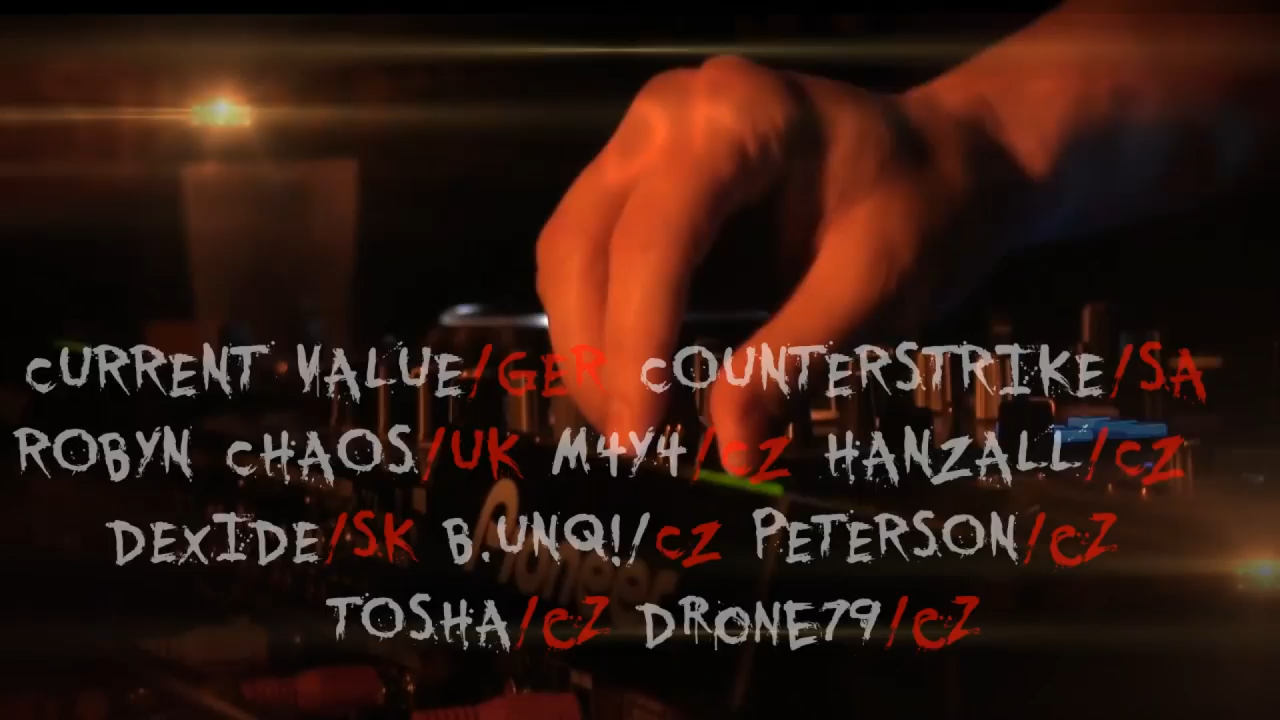 CURRENT VALUE/GER COUNTERSTRIKE/SA
ROBYN CHAOS/UK M4Y4/CZ HANZALL/CZ
DEXIDE/SK B.UNQ!/CZ PETERSON/CZ
Pioneer
TOSHA/CZ DRONE79/CZ